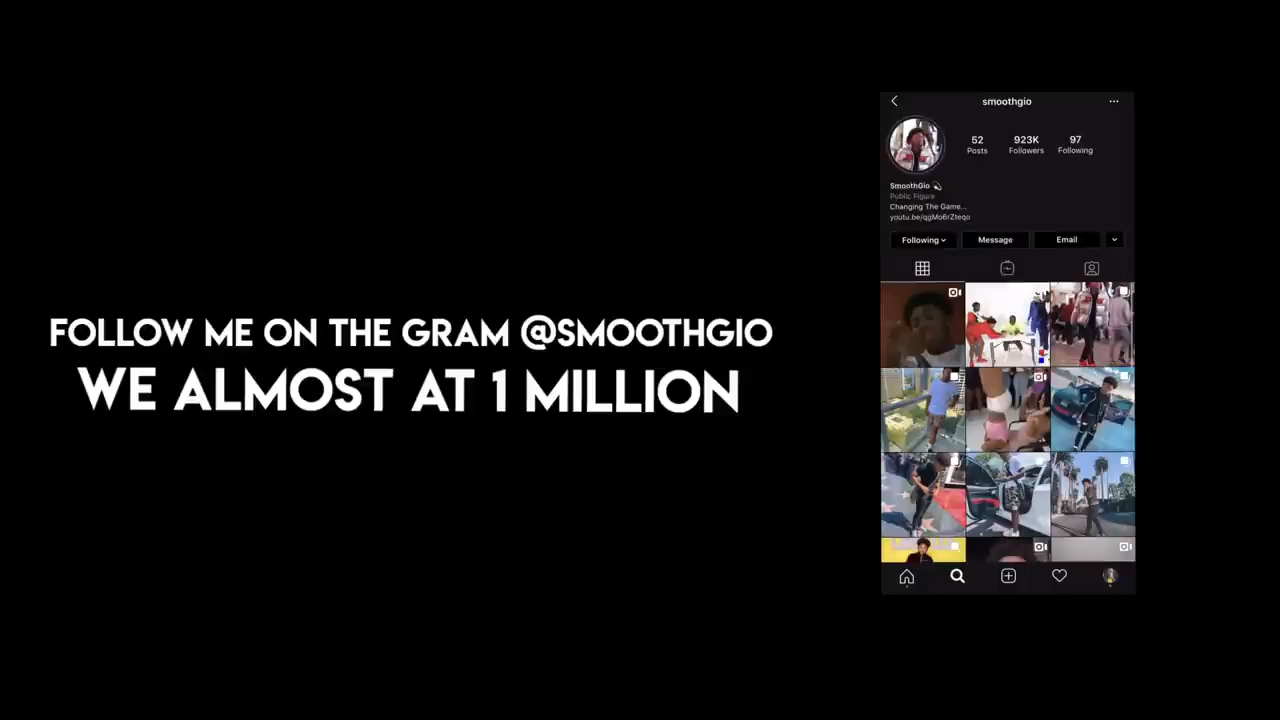 FOLLOW ME ON THE GRAM @SMOOTHGIO
WE ALMOST AT 1 MILLION
smoothgio
52 923K 97
Posts Followers Following
SmoothGio
Public Figure
Changing The Game...
youtu.be/qgMo6rZteqo
Following Message Email